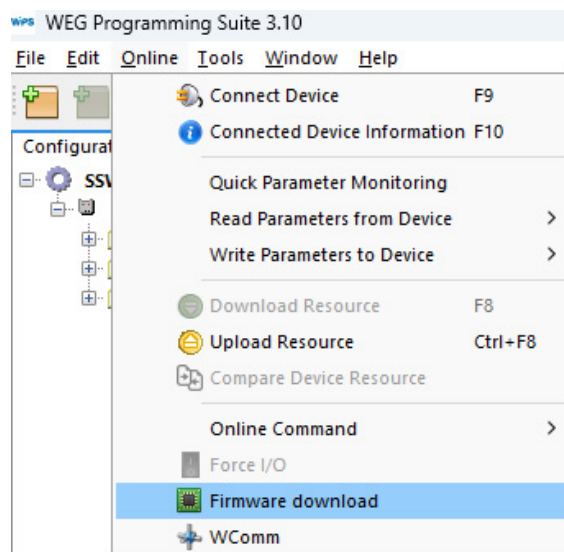 WPS WEG Programming Suite 3.10
File Edit Online Tools Window Help
Connect Device F9
Connected Device Information F10
Configurat
SSW
Quick Parameter Monitoring
Read Parameters from Device >
Write Parameters to Device >
Download Resource F8
Upload Resource Ctrl+F8
Compare Device Resource
Online Command >
Force I/O
Firmware download
WComm